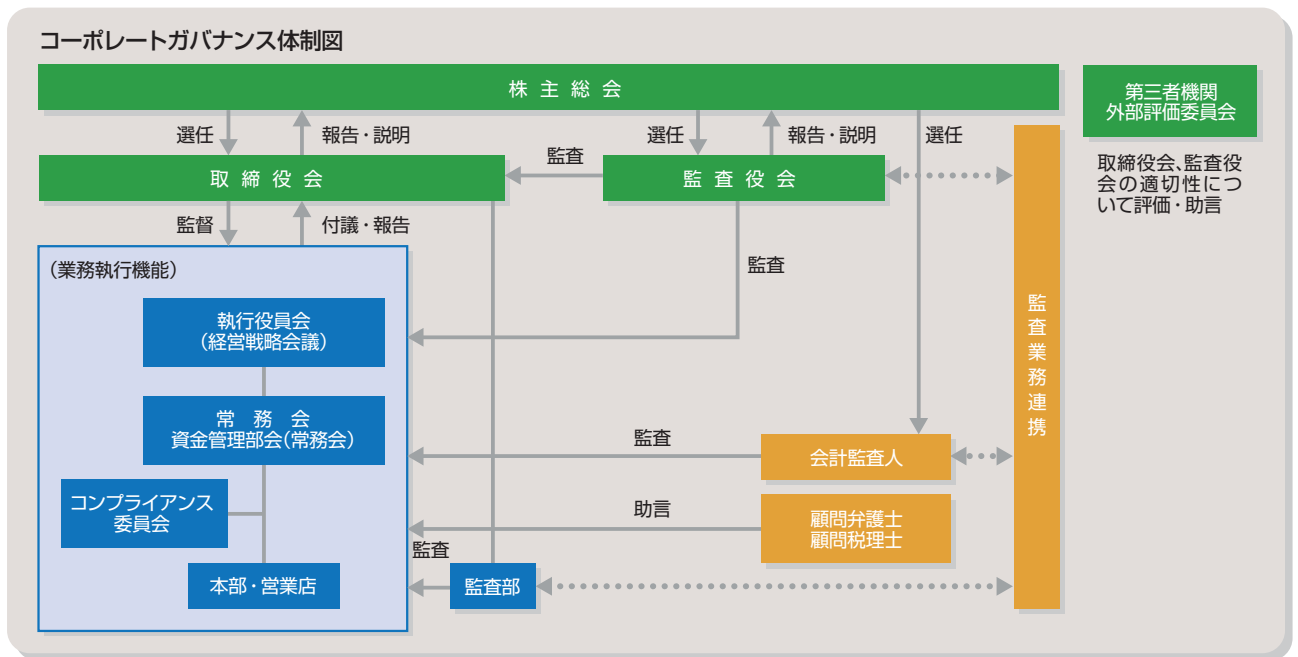 コーポレートガバナンス体制図
株主総会
第三者機関
外部評価委員会
取締役会、監査役
会の適切性につ
いて評価・助言
選任
報告・説明
選任
報告・説明
選任
取締役会
監査
監査役会
監督
付議・報告
監査
(業務執行機能)
執行役員会
(経営戦略会議)
常務会
資金管理部会(常務会)
コンプライアンス
委員会
本部・営業店
監査
会計監査人
助言
顧問弁護士
顧問税理士
監査
監査部
監査業務連携